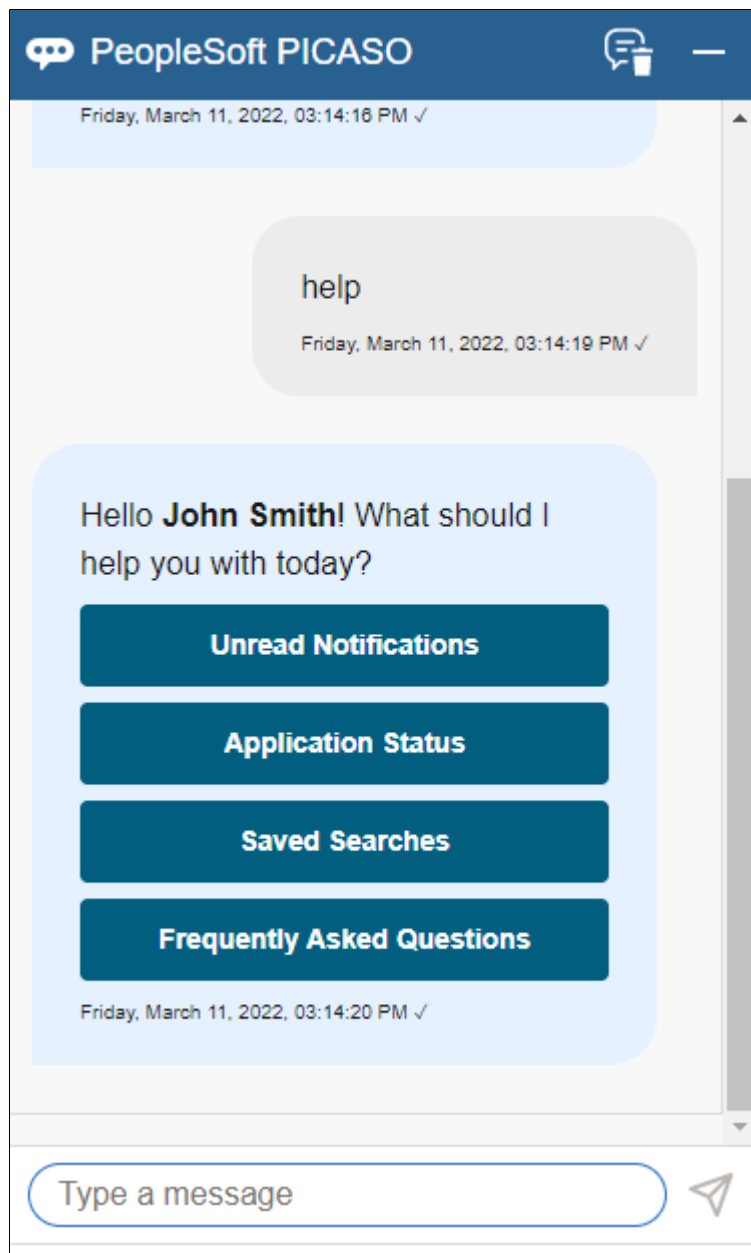 PeopleSoft PICASO
Friday, March 11, 2022, 03:14:16 PM ✓
help
Friday, March 11, 2022, 03:14:19 PM ✓
Hello John Smith! What should I
help you with today?
Unread Notifications
Application Status
Saved Searches
Frequently Asked Questions
Friday, March 11, 2022, 03:14:20 PM ✓
Type a message